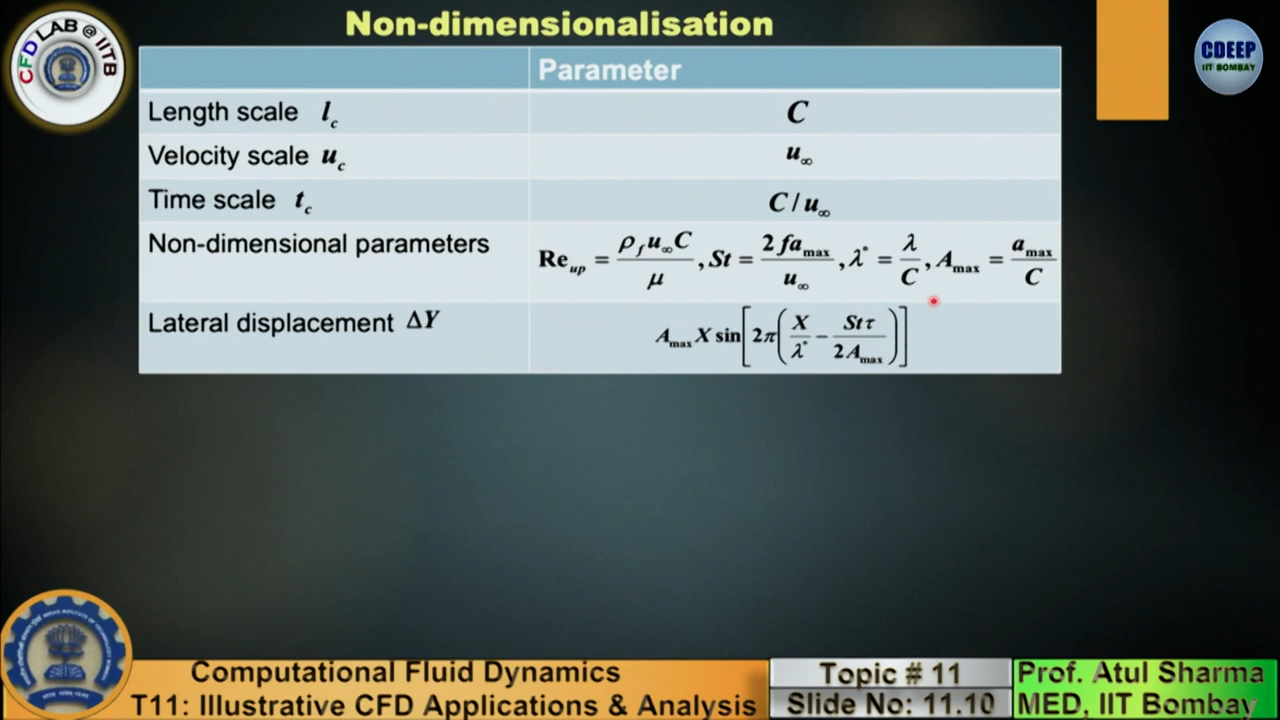 Non-dimensionalisation
CFD LAB @ IITB
CDEEP
IIT BOMBAY
Parameter
Length scale l_c C
Velocity scale u_c u_∞
Time scale t_c C / u_∞
Non-dimensional parameters Re_up = ρ_f u_∞ C / μ , St = 2 f a_max / u_∞ , λ* = λ / C , A_max = a_max / C
Lateral displacement ΔY A_max X sin[2π(X / λ* − St τ / 2 A_max)]
Computational Fluid Dynamics
T11: Illustrative CFD Applications & Analysis
Topic # 11
Slide No: 11.10
Prof. Atul Sharma
MED, IIT Bombay